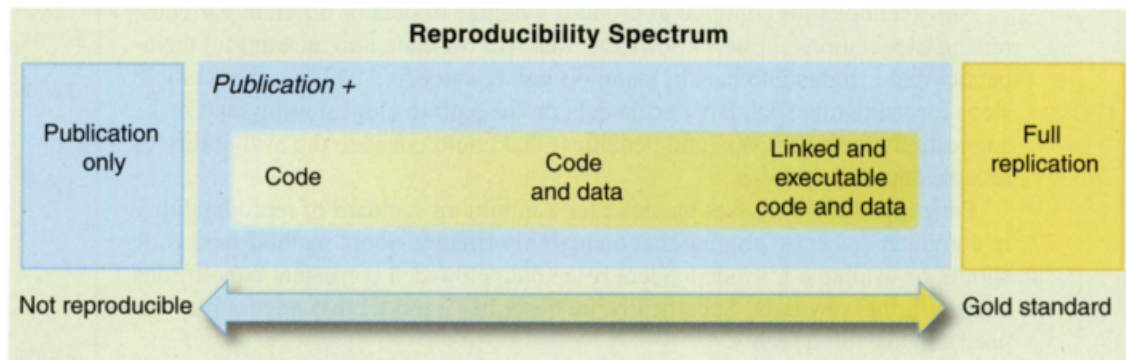 Reproducibility Spectrum
Publication +
Publication
only
Code
Code
and data
Linked and
executable
code and data
Full
replication
Not reproducible
Gold standard